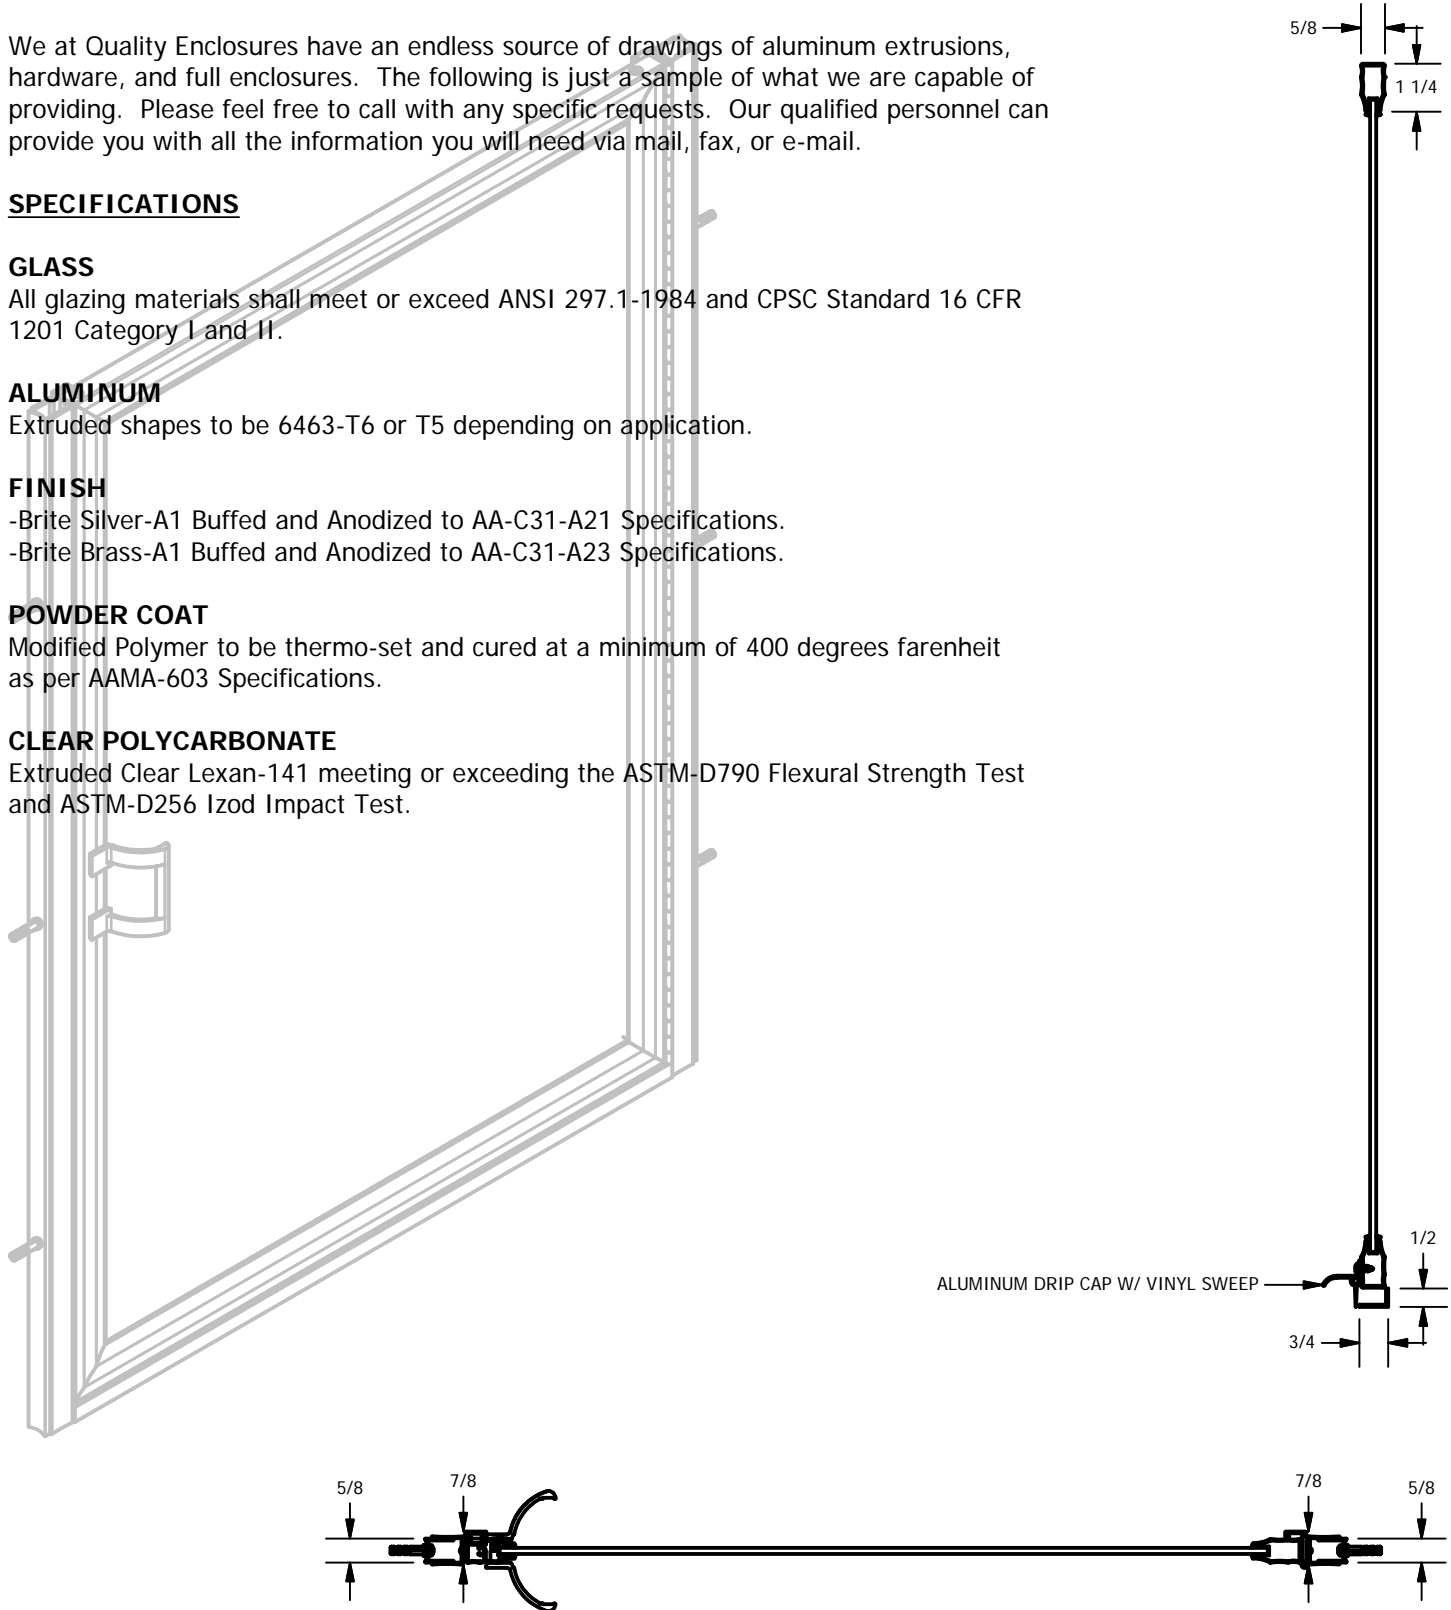 We at Quality Enclosures have an endless source of drawings of aluminum extrusions,
hardware, and full enclosures. The following is just a sample of what we are capable of
providing. Please feel free to call with any specific requests. Our qualified personnel can
provide you with all the information you will need via mail, fax, or e-mail.
SPECIFICATIONS
GLASS
All glazing materials shall meet or exceed ANSI 297.1-1984 and CPSC Standard 16 CFR
1201 Category I and II.
ALUMINUM
Extruded shapes to be 6463-T6 or T5 depending on application.
FINISH
-Brite Silver-A1 Buffed and Anodized to AA-C31-A21 Specifications.
-Brite Brass-A1 Buffed and Anodized to AA-C31-A23 Specifications.
POWDER COAT
Modified Polymer to be thermo-set and cured at a minimum of 400 degrees farenheit
as per AAMA-603 Specifications.
CLEAR POLYCARBONATE
Extruded Clear Lexan-141 meeting or exceeding the ASTM-D790 Flexural Strength Test
and ASTM-D256 Izod Impact Test.
5/8
1 1/4
1/2
ALUMINUM DRIP CAP W/ VINYL SWEEP
3/4
5/8
7/8
7/8
5/8